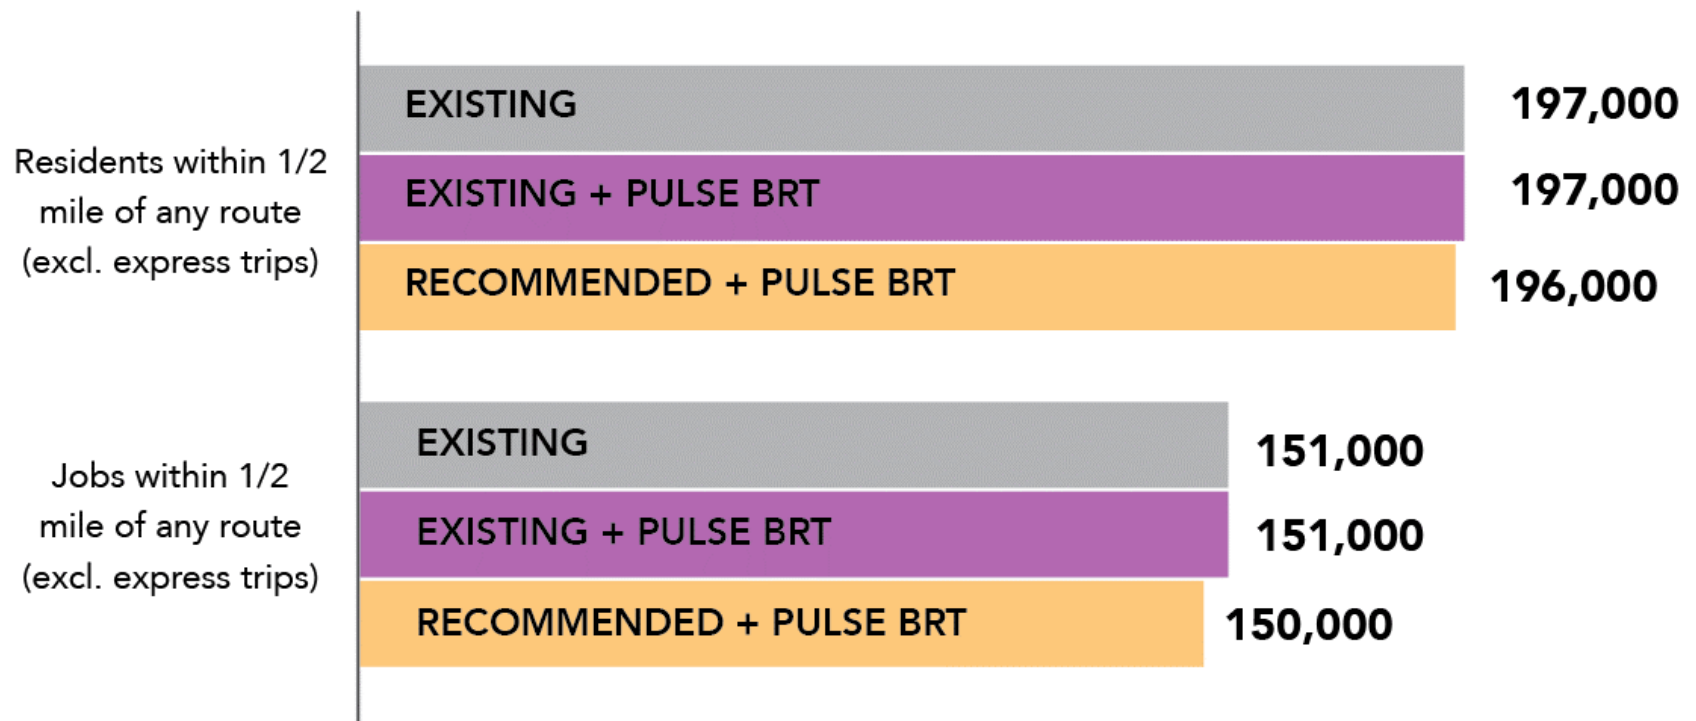 Residents within 1/2
mile of any route
(excl. express trips)
EXISTING
197,000
EXISTING + PULSE BRT
197,000
RECOMMENDED + PULSE BRT
196,000
Jobs within 1/2
mile of any route
(excl. express trips)
EXISTING
151,000
EXISTING + PULSE BRT
151,000
RECOMMENDED + PULSE BRT
150,000